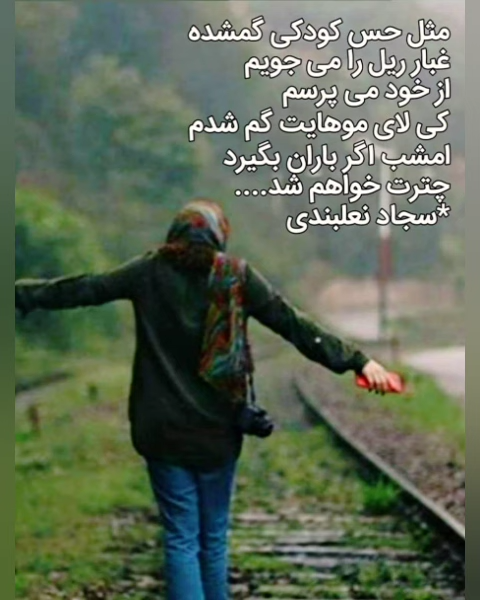 مثل حس کودکی گمشده
غبار ریل را می جویم
از خود می پرسم
کی لای موهایت گم شدم
امشب اگر باران بگیرد
چترت خواهم شد....
*سجاد نعلبندی